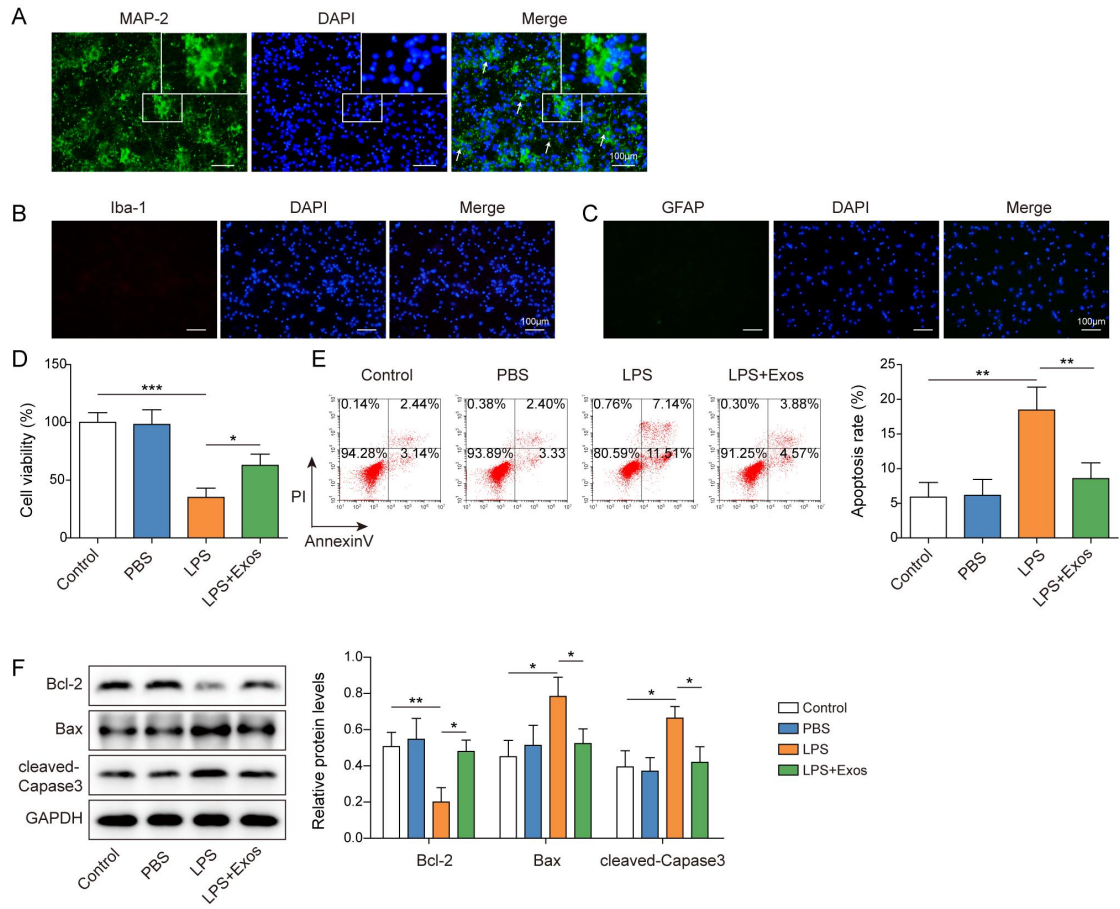 A
MAP-2 DAPI Merge
100μm
B
Iba-1 DAPI Merge
100μm
C
GFAP DAPI Merge
100μm
D
Cell viability (%)
150
100
50
0
***
*
Control PBS LPS LPS+Exos
E
Control PBS LPS LPS+Exos
0.14% 2.44% 0.38% 2.40% 0.76% 7.14% 0.30% 3.88%
94.28% 3.14% 93.89% 3.33 80.59% 11.51% 91.25% 4.57%
PI
AnnexinV
Apoptosis rate (%)
25
20
15
10
5
0
**
**
Control PBS LPS LPS+Exos
F
Bcl-2
Bax
cleaved-
Capase3
GAPDH
Control PBS LPS LPS+Exos
Relative protein levels
1.0
0.8
0.6
0.4
0.2
0.0
** * * * * *
Bcl-2 Bax cleaved-Capase3
Control
PBS
LPS
LPS+Exos